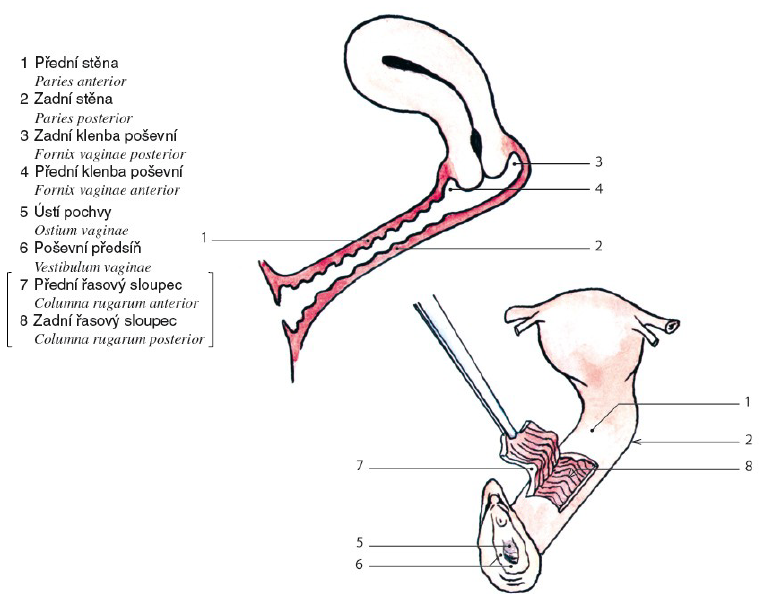 1 Přední stěna
Paries anterior
2 Zadní stěna
Paries posterior
3 Zadní klenba poševní
Fornix vaginae posterior
4 Přední klenba poševní
Fornix vaginae anterior
5 Ústí pochvy
Ostium vaginae
6 Poševní předsíň
Vestibulum vaginae
7 Přední řasový sloupec
Columna rugarum anterior
8 Zadní řasový sloupec
Columna rugarum posterior
3
4
1
2
1
2
7
8
5
6